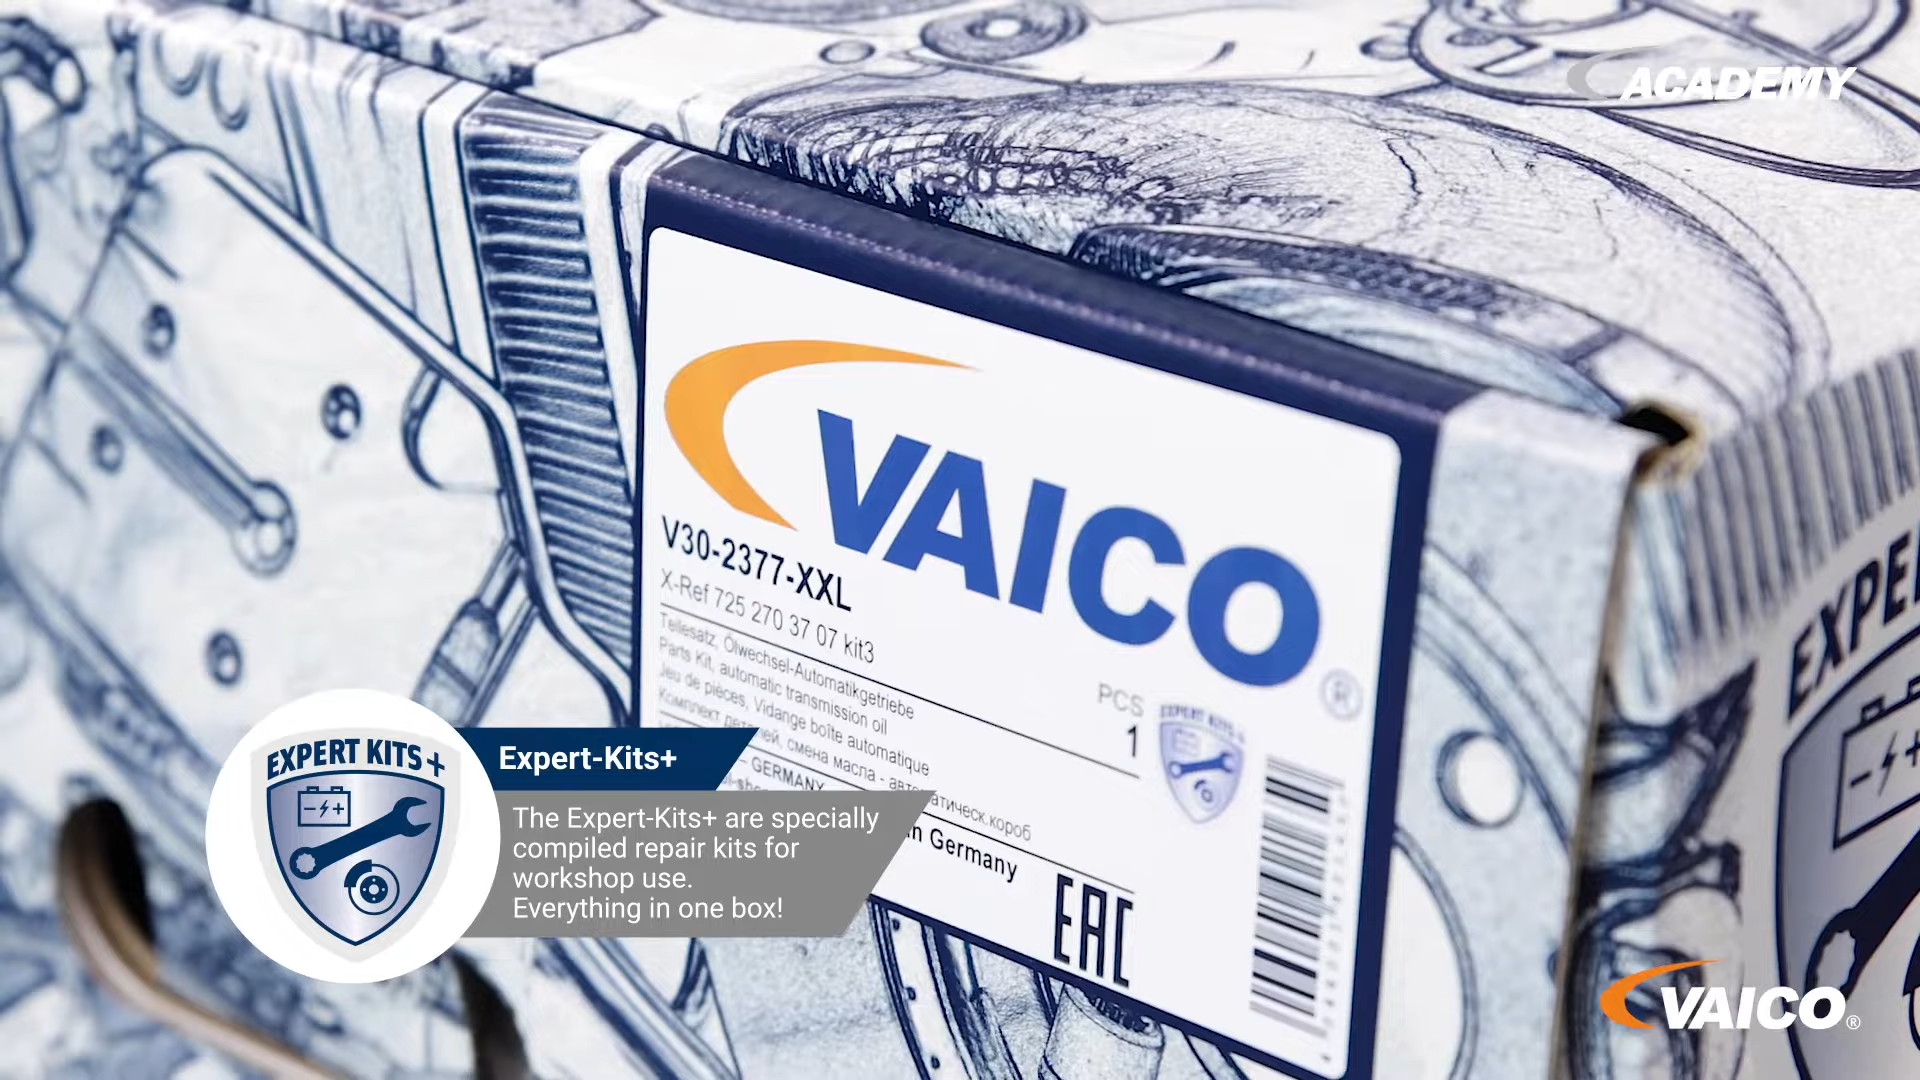 ACADEMY
VAICO
V30-2377-XXL
X-Ref 725 270 37 07 kit3
Teilesatz, Ölwechsel-Automatikgetriebe
Parts Kit, automatic transmission oil
Jeu de pièces, Vidange boîte automatique
Комплект деталей, смена масла - автоматическ.короб
PCS
1
EXPERT KITS+
- GERMANY
in Germany
EAC
EXPERT KITS+
Expert-Kits+
The Expert-Kits+ are specially
compiled repair kits for
workshop use.
Everything in one box!
EXPE
VAICO®